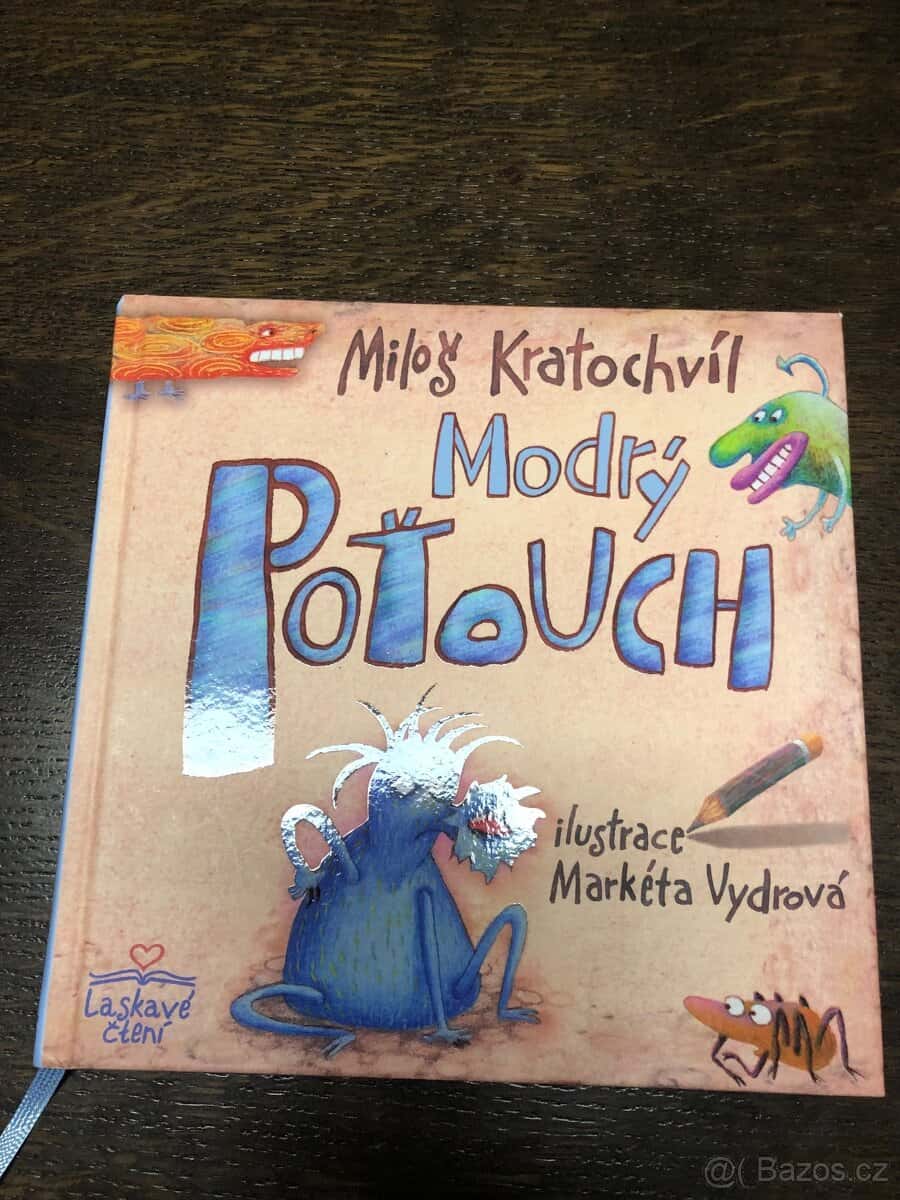 Miloš Kratochvíl
Modrý
Poťouch
ilustrace
Markéta Vydrová
Laskavé
čtení
@( Bazos.cz